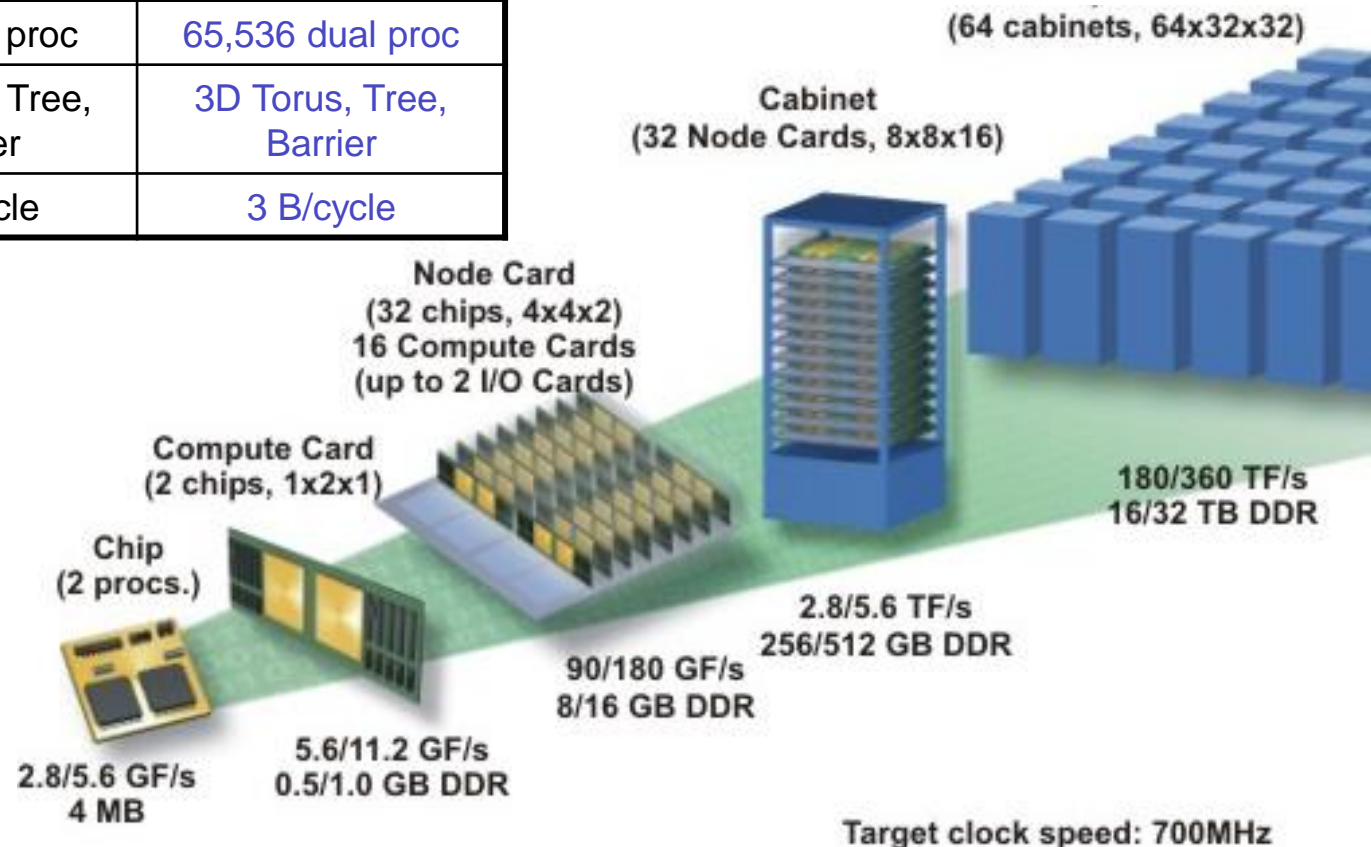 proc
65,536 dual proc
Tree,
er
3D Torus, Tree,
Barrier
cle
3 B/cycle
(64 cabinets, 64x32x32)
Cabinet
(32 Node Cards, 8x8x16)
Node Card
(32 chips, 4x4x2)
16 Compute Cards
(up to 2 I/O Cards)
Compute Card
(2 chips, 1x2x1)
Chip
(2 procs.)
180/360 TF/s
16/32 TB DDR
2.8/5.6 TF/s
256/512 GB DDR
90/180 GF/s
8/16 GB DDR
5.6/11.2 GF/s
0.5/1.0 GB DDR
2.8/5.6 GF/s
4 MB
Target clock speed: 700MHz